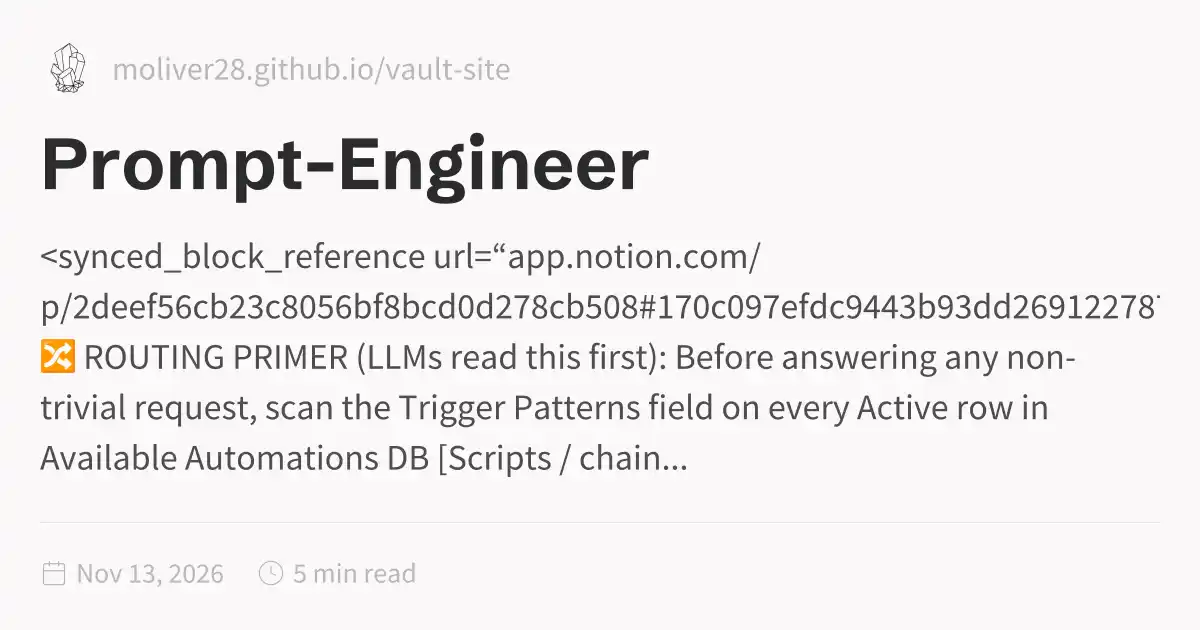 moliver28.github.io/vault-site
Prompt-Engineer
<synced_block_reference url=“app.notion.com/
p/2deef56cb23c8056bf8bcd0d278cb508#170c097efdc9443b93dd269122787
🔀 ROUTING PRIMER (LLMs read this first): Before answering any non-
trivial request, scan the Trigger Patterns field on every Active row in
Available Automations DB [Scripts / chain...
Nov 13, 2026
5 min read